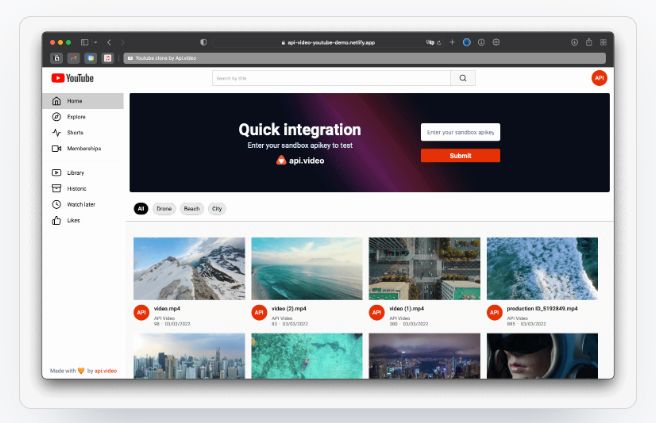 api-video-youtube-demo.netlify.app
Youtube clone by Api.video
YouTube
Search by title
API
Home
Explore
Shorts
Memberships
Library
Historic
Watch later
Likes
Made with 🧡 by api.video
Quick integration
Enter your sandbox apikey to test
api.video
Enter your sandbox apikey
Submit
All Drone Beach City
API video.mp4
API Video
98 - 03/03/2022
API video (2).mp4
API Video
03/03/2022
API video (1).mp4
API Video
03/03/2022
API production ID_5192849.mp4
API Video
885 - 03/03/2022